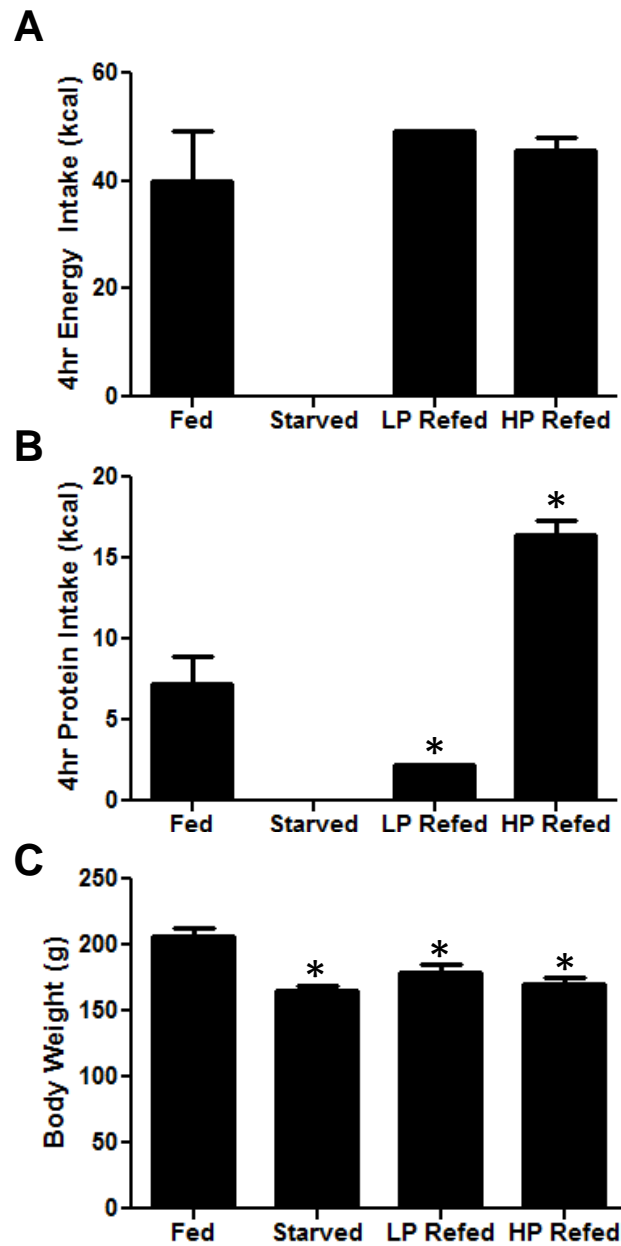 A
4hr Energy Intake (kcal)
60
40
20
0
Fed Starved LP Refed HP Refed
B
4hr Protein Intake (kcal)
20
15
10
5
0
*
*
Fed Starved LP Refed HP Refed
C
Body Weight (g)
250
200
150
100
50
0
* * *
Fed Starved LP Refed HP Refed